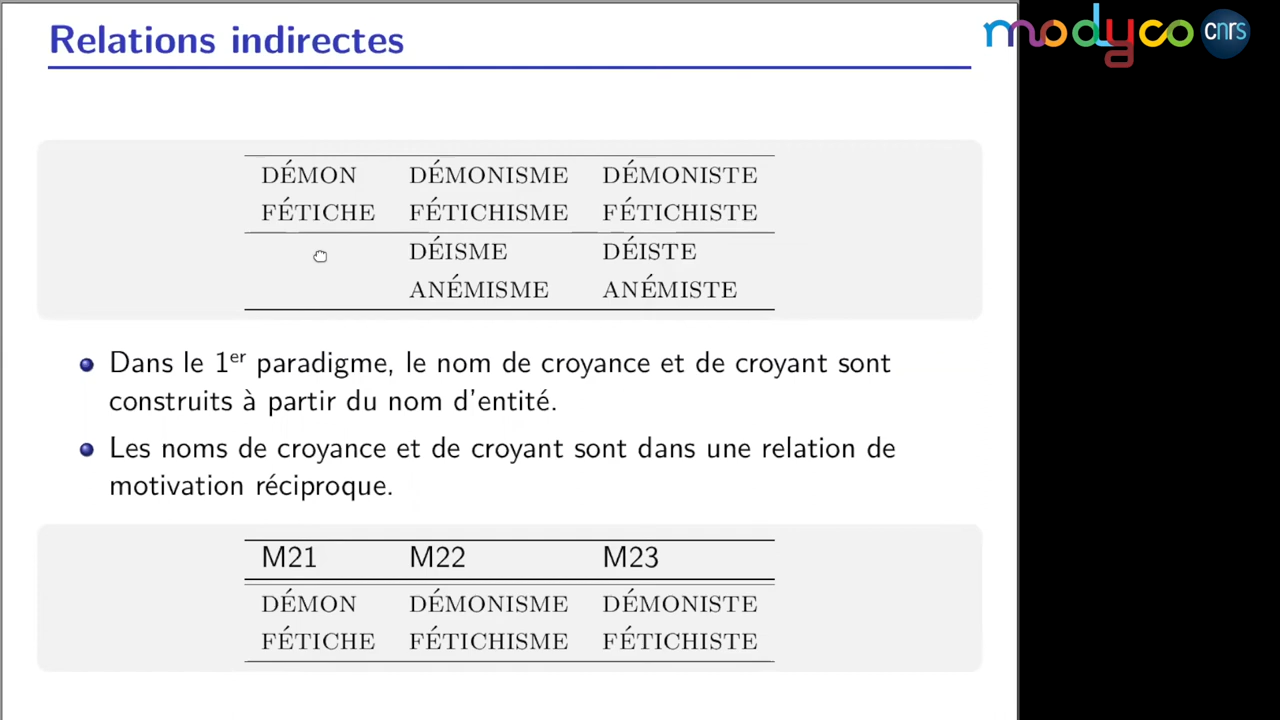 Relations indirectes
modyco cnrs
DÉMON DÉMONISME DÉMONISTE
FÉTICHE FÉTICHISME FÉTICHISTE
DÉISME DÉISTE
ANÉMISME ANÉMISTE
Dans le 1er paradigme, le nom de croyance et de croyant sont
construits à partir du nom d'entité.
Les noms de croyance et de croyant sont dans une relation de
motivation réciproque.
M21 M22 M23
DÉMON DÉMONISME DÉMONISTE
FÉTICHE FÉTICHISME FÉTICHISTE